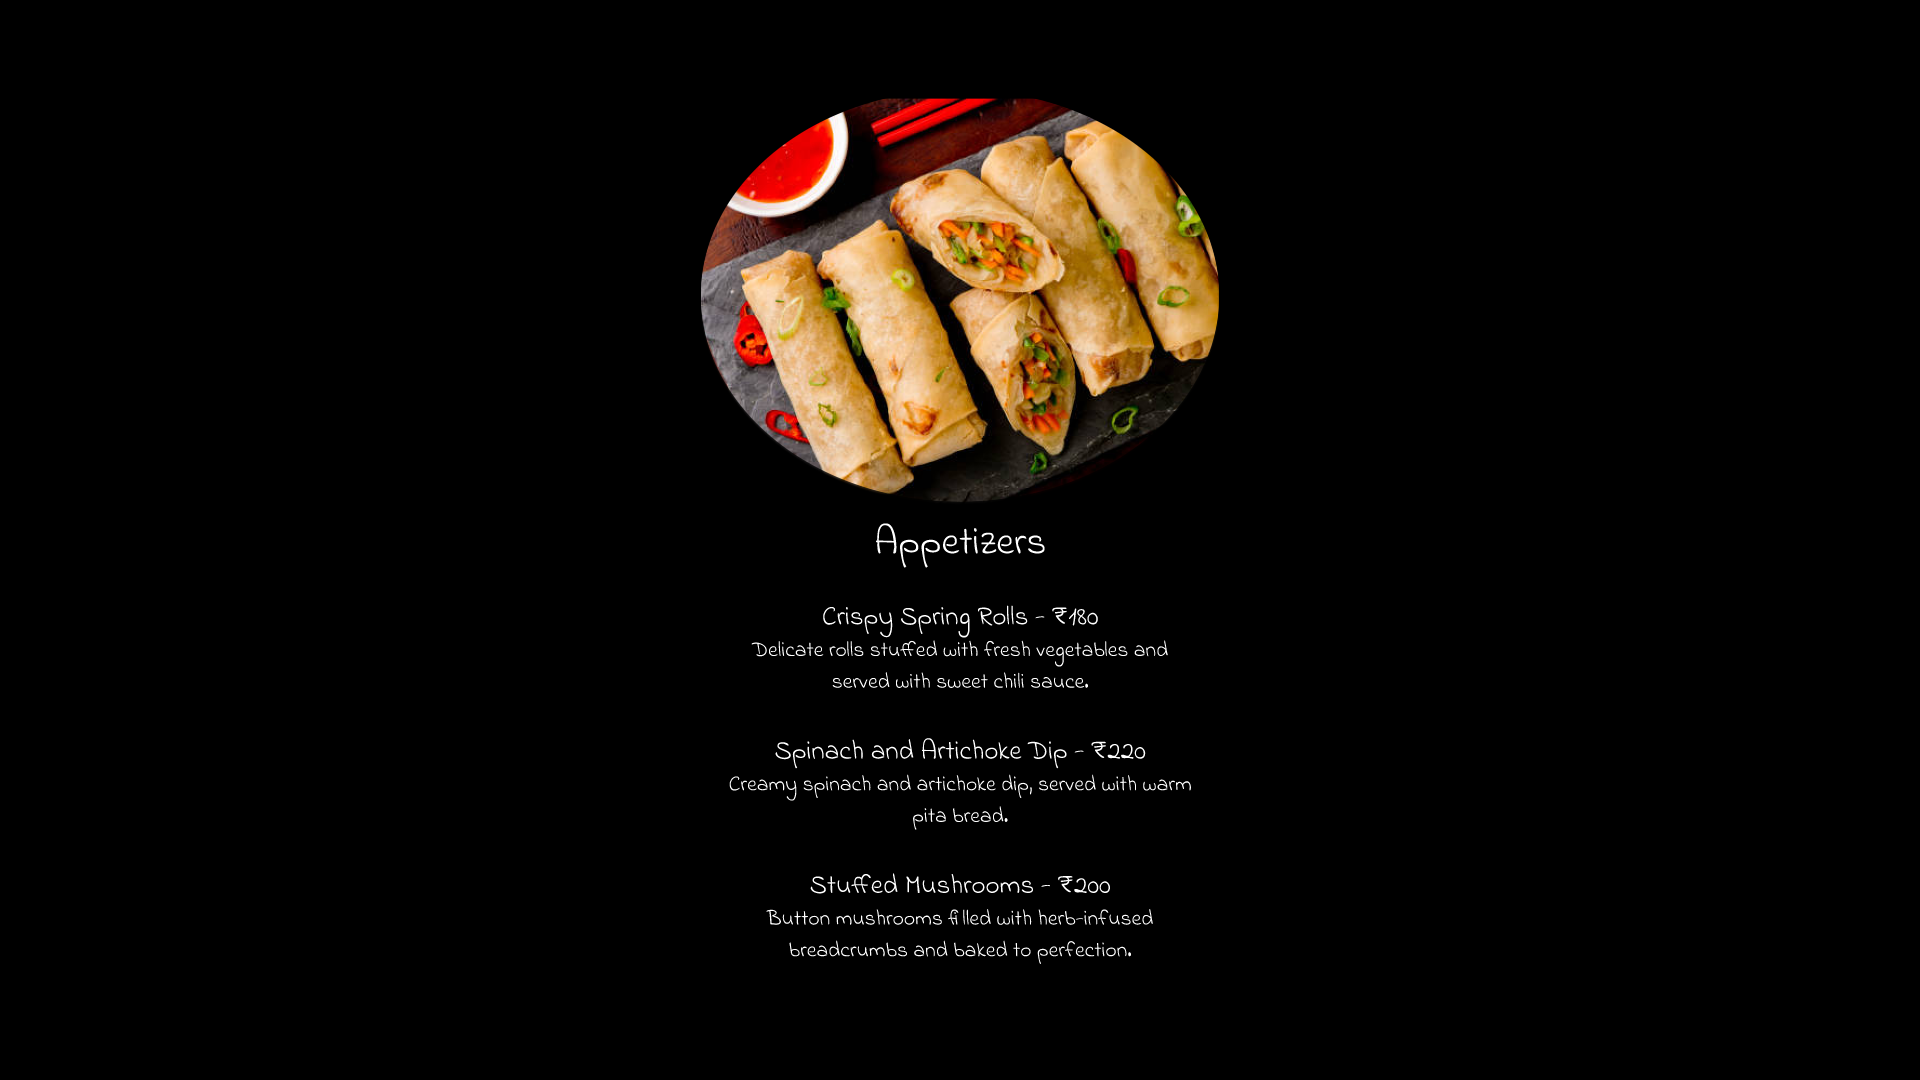 Appetizers
Crispy Spring Rolls - ₹180
Delicate rolls stuffed with fresh vegetables and
served with sweet chili sauce.
Spinach and Artichoke Dip - ₹220
Creamy spinach and artichoke dip, served with warm
pita bread.
Stuffed Mushrooms - ₹200
Button mushrooms filled with herb-infused
breadcrumbs and baked to perfection.